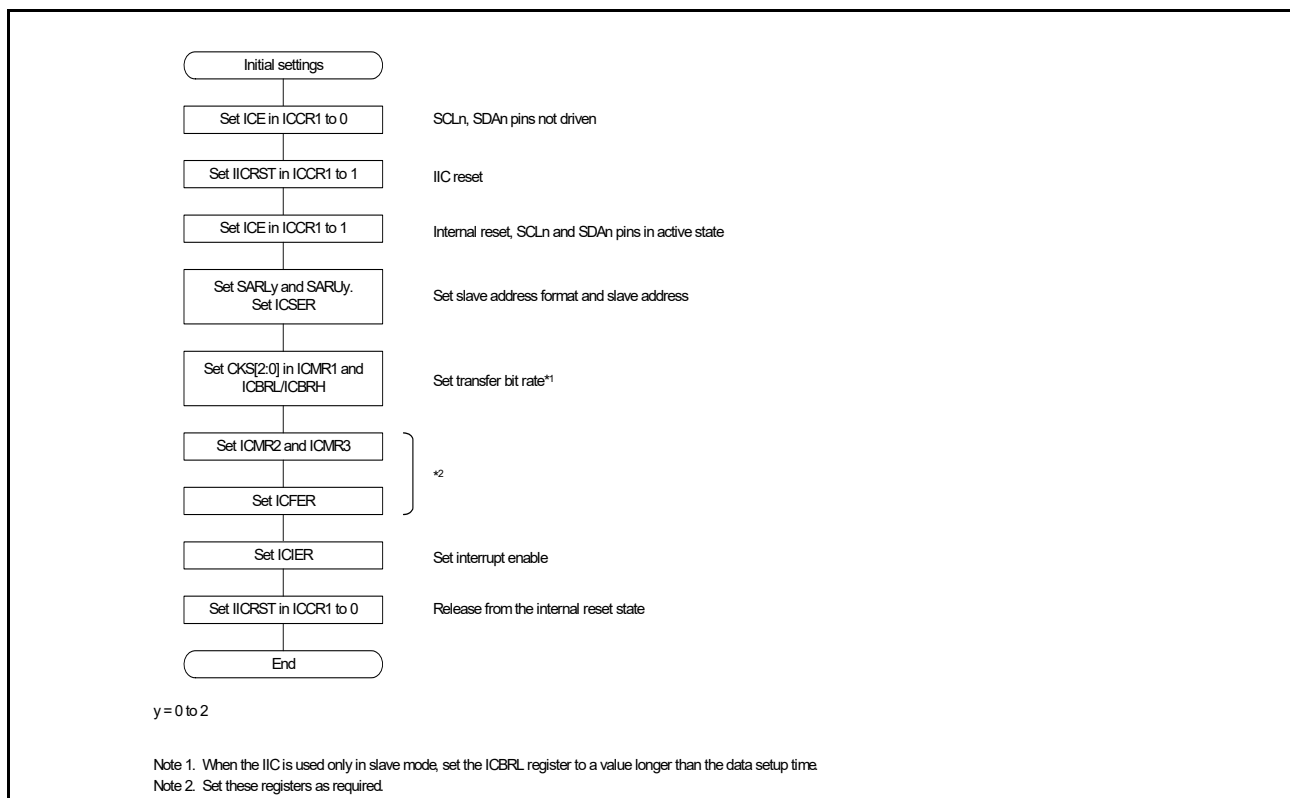 Initial settings
Set ICE in ICCR1 to 0
SCLn, SDAn pins not driven
Set IICRST in ICCR1 to 1
IIC reset
Set ICE in ICCR1 to 1
Internal reset, SCLn and SDAn pins in active state
Set SARLy and SARUy.
Set ICSER
Set slave address format and slave address
Set CKS[2:0] in ICMR1 and
ICBRL/ICBRH
Set transfer bit rate*1
Set ICMR2 and ICMR3
*2
Set ICFER
Set ICIER
Set interrupt enable
Set IICRST in ICCR1 to 0
Release from the internal reset state
End
y = 0 to 2
Note 1. When the IIC is used only in slave mode, set the ICBRL register to a value longer than the data setup time.
Note 2. Set these registers as required.